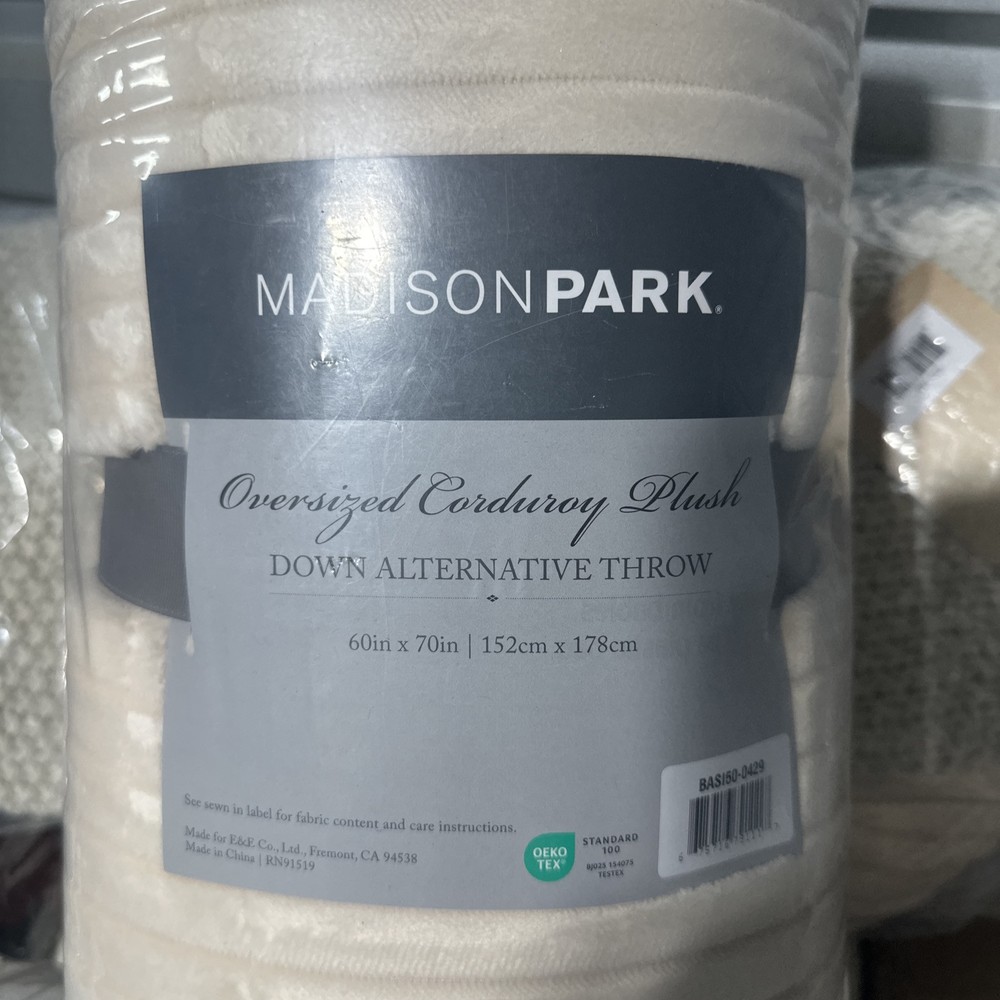 MADISONPARK®
Oversized Corduroy Plush
DOWN ALTERNATIVE THROW
60in x 70in | 152cm x 178cm
See sewn in label for fabric content and care instructions.
Made for E&E Co., Ltd., Fremont, CA 94538
Made in China | RN91519
OEKO
TEX®
STANDARD
100
TESTEX
BASI60-0429